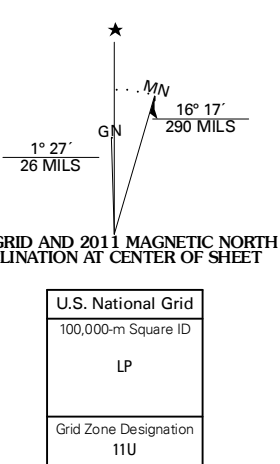 MN
16° 17´
290 MILS
GN
1° 27´
26 MILS
GRID AND 2011 MAGNETIC NORTH
LINATION AT CENTER OF SHEET
U.S. National Grid
100,000-m Square ID
LP
Grid Zone Designation
11U